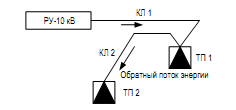 КЛ 1
РУ-10 кВ
КЛ 2
ТП 1
Обратный поток энергии
ТП 2